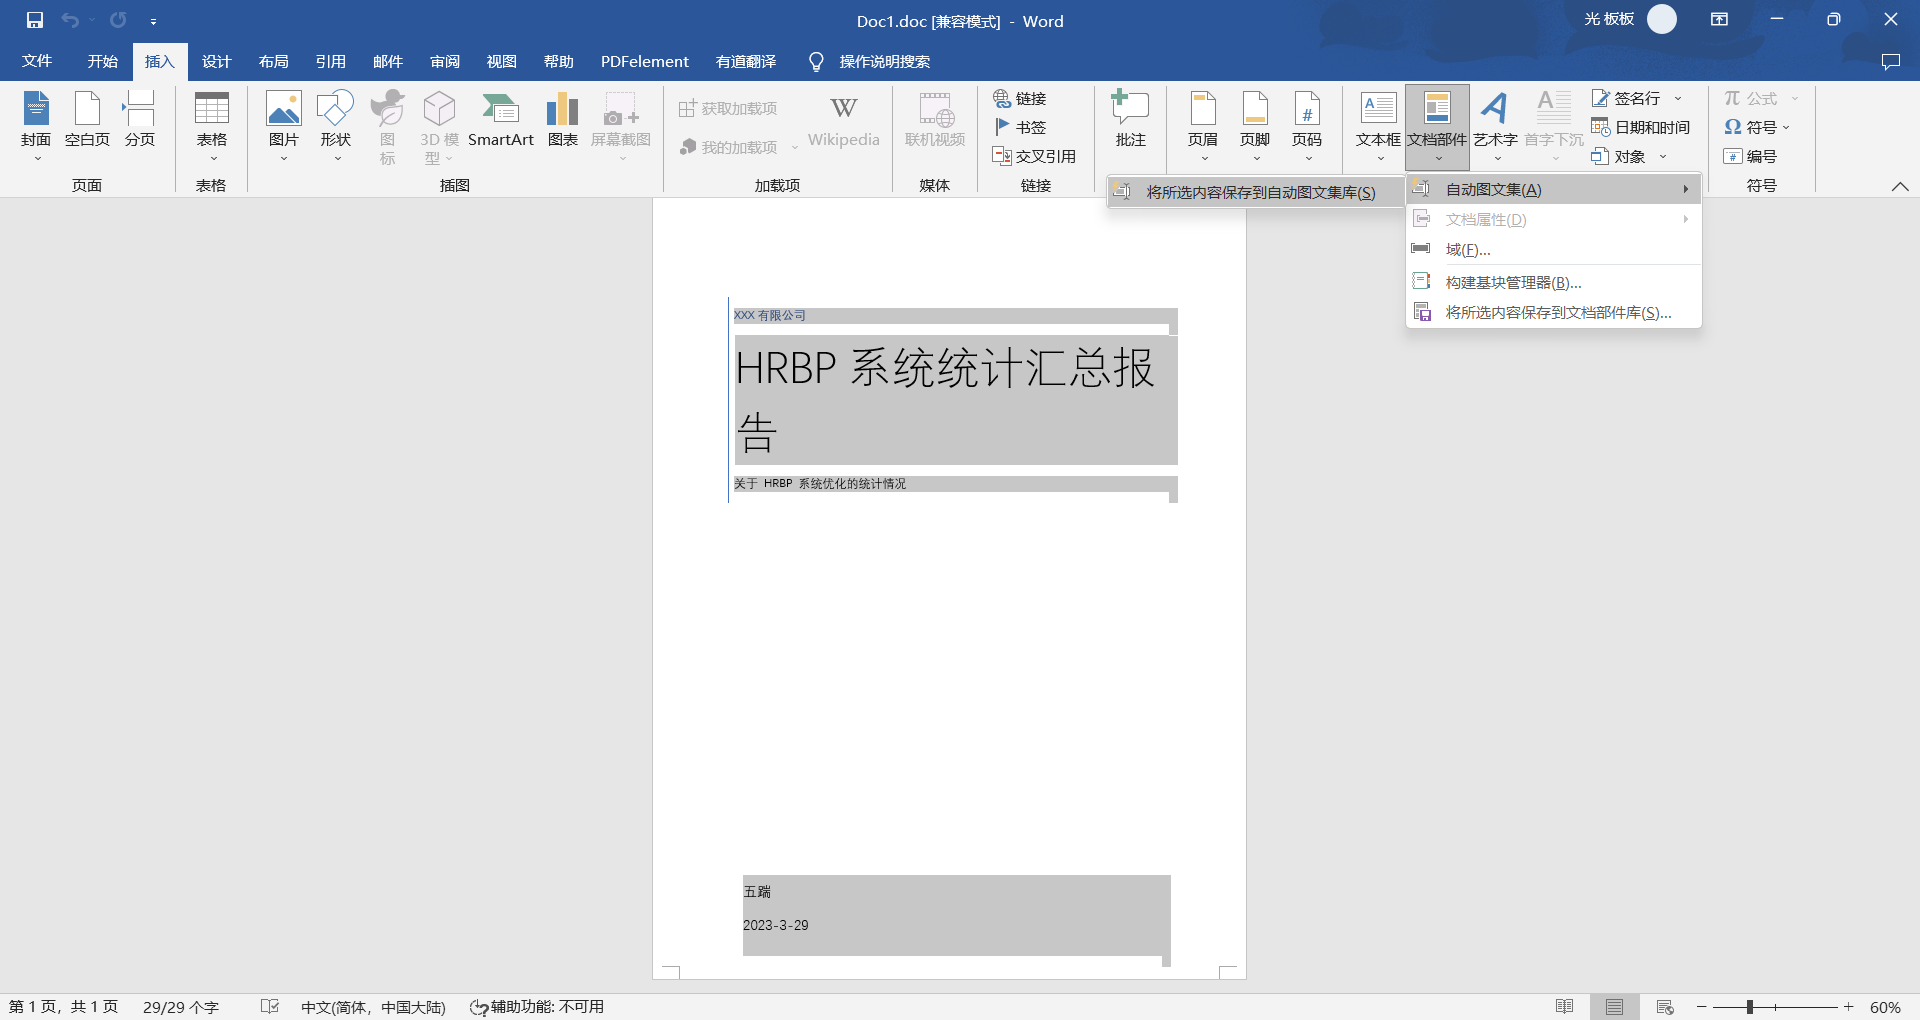 Doc1.doc [兼容模式] - Word
光 板板
文件 开始 插入 设计 布局 引用 邮件 审阅 视图 帮助 PDFelement 有道翻译 操作说明搜索
封面
空白页
分页
页面
表格
表格
图片
形状
图标
3D 模型
SmartArt
图表
屏幕截图
插图
获取加载项
我的加载项
W
Wikipedia
加载项
联机视频
媒体
链接
书签
交叉引用
链接
批注
页眉
页脚
页码
文本框
文档部件
艺术字
首字下沉
签名行
日期和时间
对象
公式
符号
编号
符号
将所选内容保存到自动图文集库(S)
自动图文集(A)
文档属性(D)
域(F)...
构建基块管理器(B)...
将所选内容保存到文档部件库(S)...
XXX 有限公司
HRBP 系统统计汇总报
告
关于 HRBP 系统优化的统计情况
五踹
2023-3-29
第 1 页，共 1 页 29/29 个字 中文(简体，中国大陆) 辅助功能: 不可用 60%